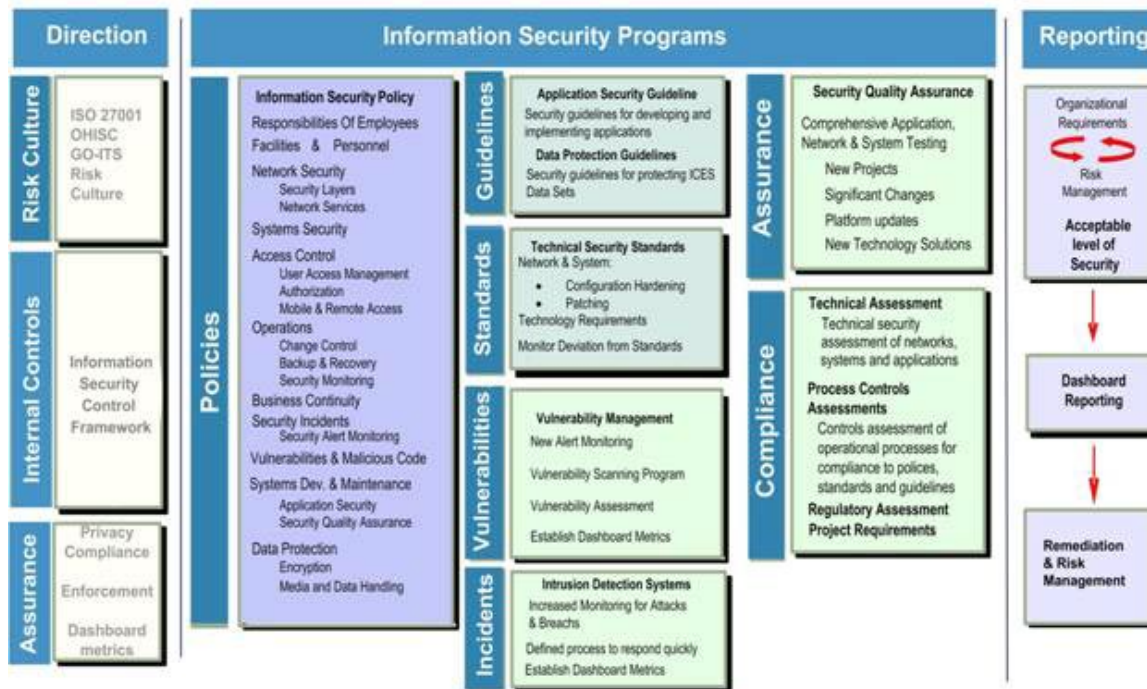 Direction
Risk Culture
ISO 27001
OHISC
GO-ITS
Risk
Culture
Internal Controls
Information
Security
Control
Framework
Assurance
Privacy
Compliance
Enforcement
Dashboard
metrics
Information Security Programs
Policies
Information Security Policy
Responsibilities Of Employees
Facilities & Personnel
Network Security
Security Layers
Network Services
Systems Security
Access Control
User Access Management
Authorization
Mobile & Remote Access
Operations
Change Control
Backup & Recovery
Security Monitoring
Business Continuity
Security Incidents
Security Alert Monitoring
Vulnerabilities & Malicious Code
Systems Dev. & Maintenance
Application Security
Security Quality Assurance
Data Protection
Encryption
Media and Data Handling
Guidelines
Application Security Guideline
Security guidelines for developing and
implementing applications
Data Protection Guidelines
Security guidelines for protecting ICES
Data Sets
Standards
Technical Security Standards
Network & System:
• Configuration Hardening
• Patching
Technology Requirements
Monitor Deviation from Standards
Vulnerabilities
Vulnerability Management
New Alert Monitoring
Vulnerability Scanning Program
Vulnerability Assessment
Establish Dashboard Metrics
Incidents
Intrusion Detection Systems
Increased Monitoring for Attacks
& Breachs
Defined process to respond quickly
Establish Dashboard Metrics
Assurance
Security Quality Assurance
Comprehensive Application,
Network & System Testing
New Projects
Significant Changes
Platform updates
New Technology Solutions
Compliance
Technical Assessment
Technical security
assessment of networks,
systems and applications
Process Controls
Assessments
Controls assessment of
operational processes for
compliance to polices,
standards and guidelines
Regulatory Assessment
Project Requirements
Reporting
Organizational
Requirements
Risk
Management
Acceptable
level of
Security
Dashboard
Reporting
Remediation
& Risk
Management